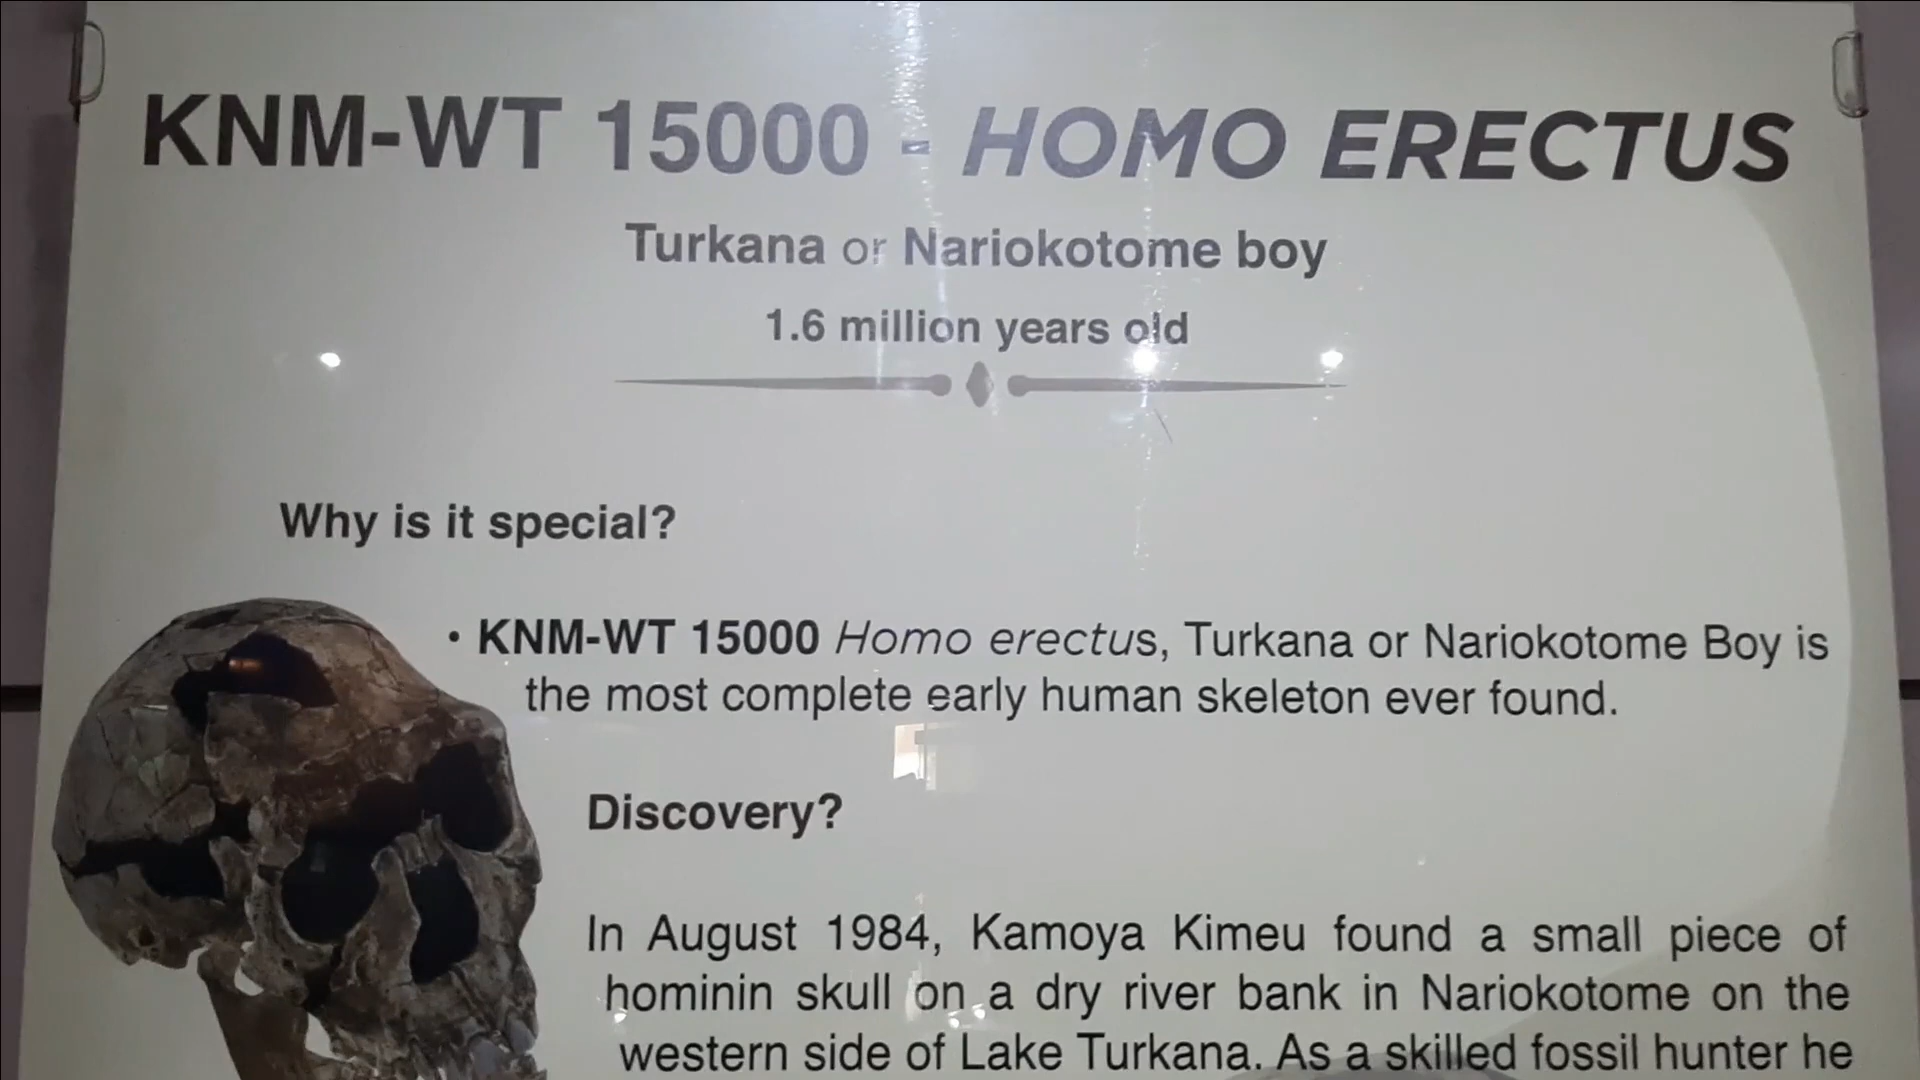 KNM-WT 15000 - HOMO ERECTUS
Turkana or Nariokotome boy
1.6 million years old
Why is it special?
• KNM-WT 15000 Homo erectus, Turkana or Nariokotome Boy is
the most complete early human skeleton ever found.
Discovery?
In August 1984, Kamoya Kimeu found a small piece of
hominin skull on a dry river bank in Nariokotome on the
western side of Lake Turkana. As a skilled fossil hunter he